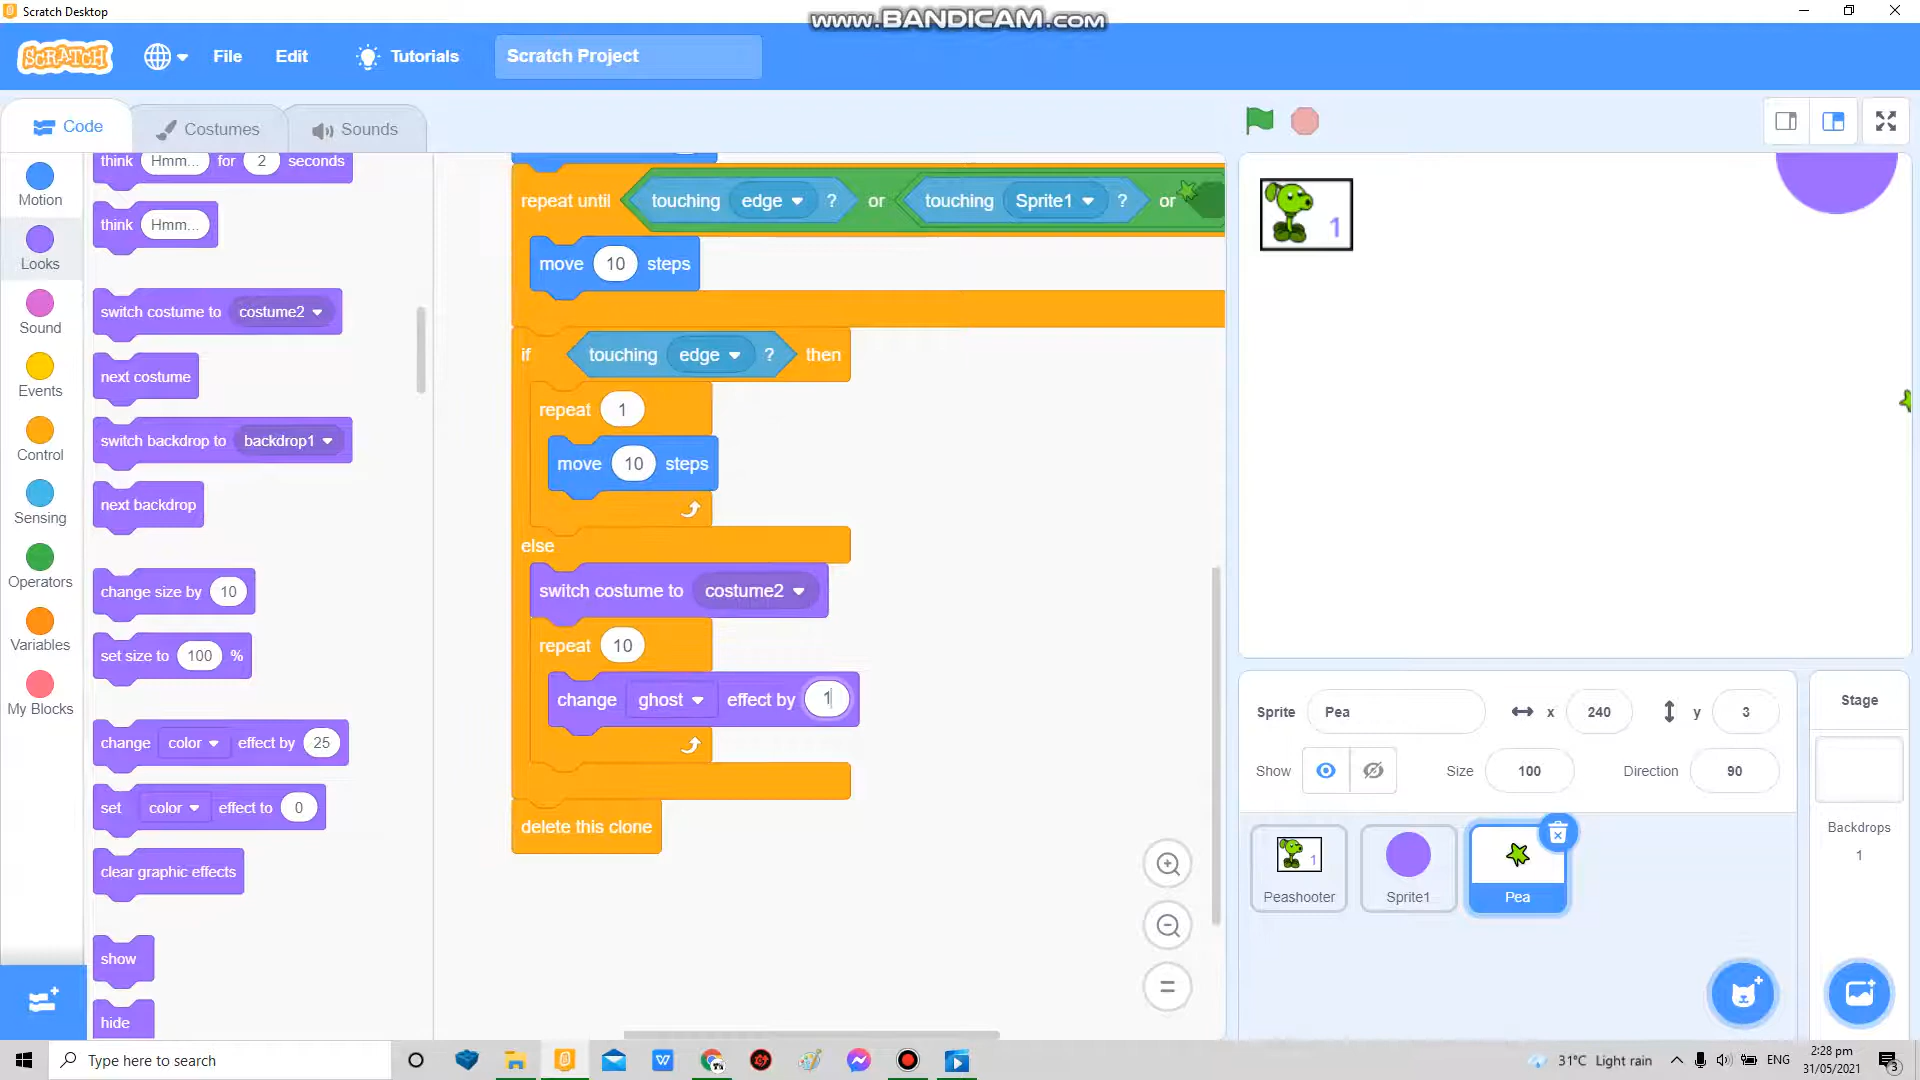 Scratch Desktop
www.BANDICAM.com
SCRATCH
File
Edit
Tutorials
Scratch Project
Code
Costumes
Sounds
Motion
Looks
Sound
Events
Control
Sensing
Operators
Variables
My Blocks
think Hmm... for 2 seconds
think Hmm...
switch costume to costume2
next costume
switch backdrop to backdrop1
next backdrop
change size by 10
set size to 100 %
change color effect by 25
set color effect to 0
clear graphic effects
show
hide
repeat until touching edge ? or touching Sprite1 ? or
move 10 steps
if touching edge ? then
repeat 1
move 10 steps
else
switch costume to costume2
repeat 10
change ghost effect by 1
delete this clone
1
Sprite Pea x 240 y 3
Show Size 100 Direction 90
1
Peashooter
Sprite1
Pea
Stage
Backdrops
1
Type here to search
31°C Light rain
ENG
2:28 pm
31/05/2021
3